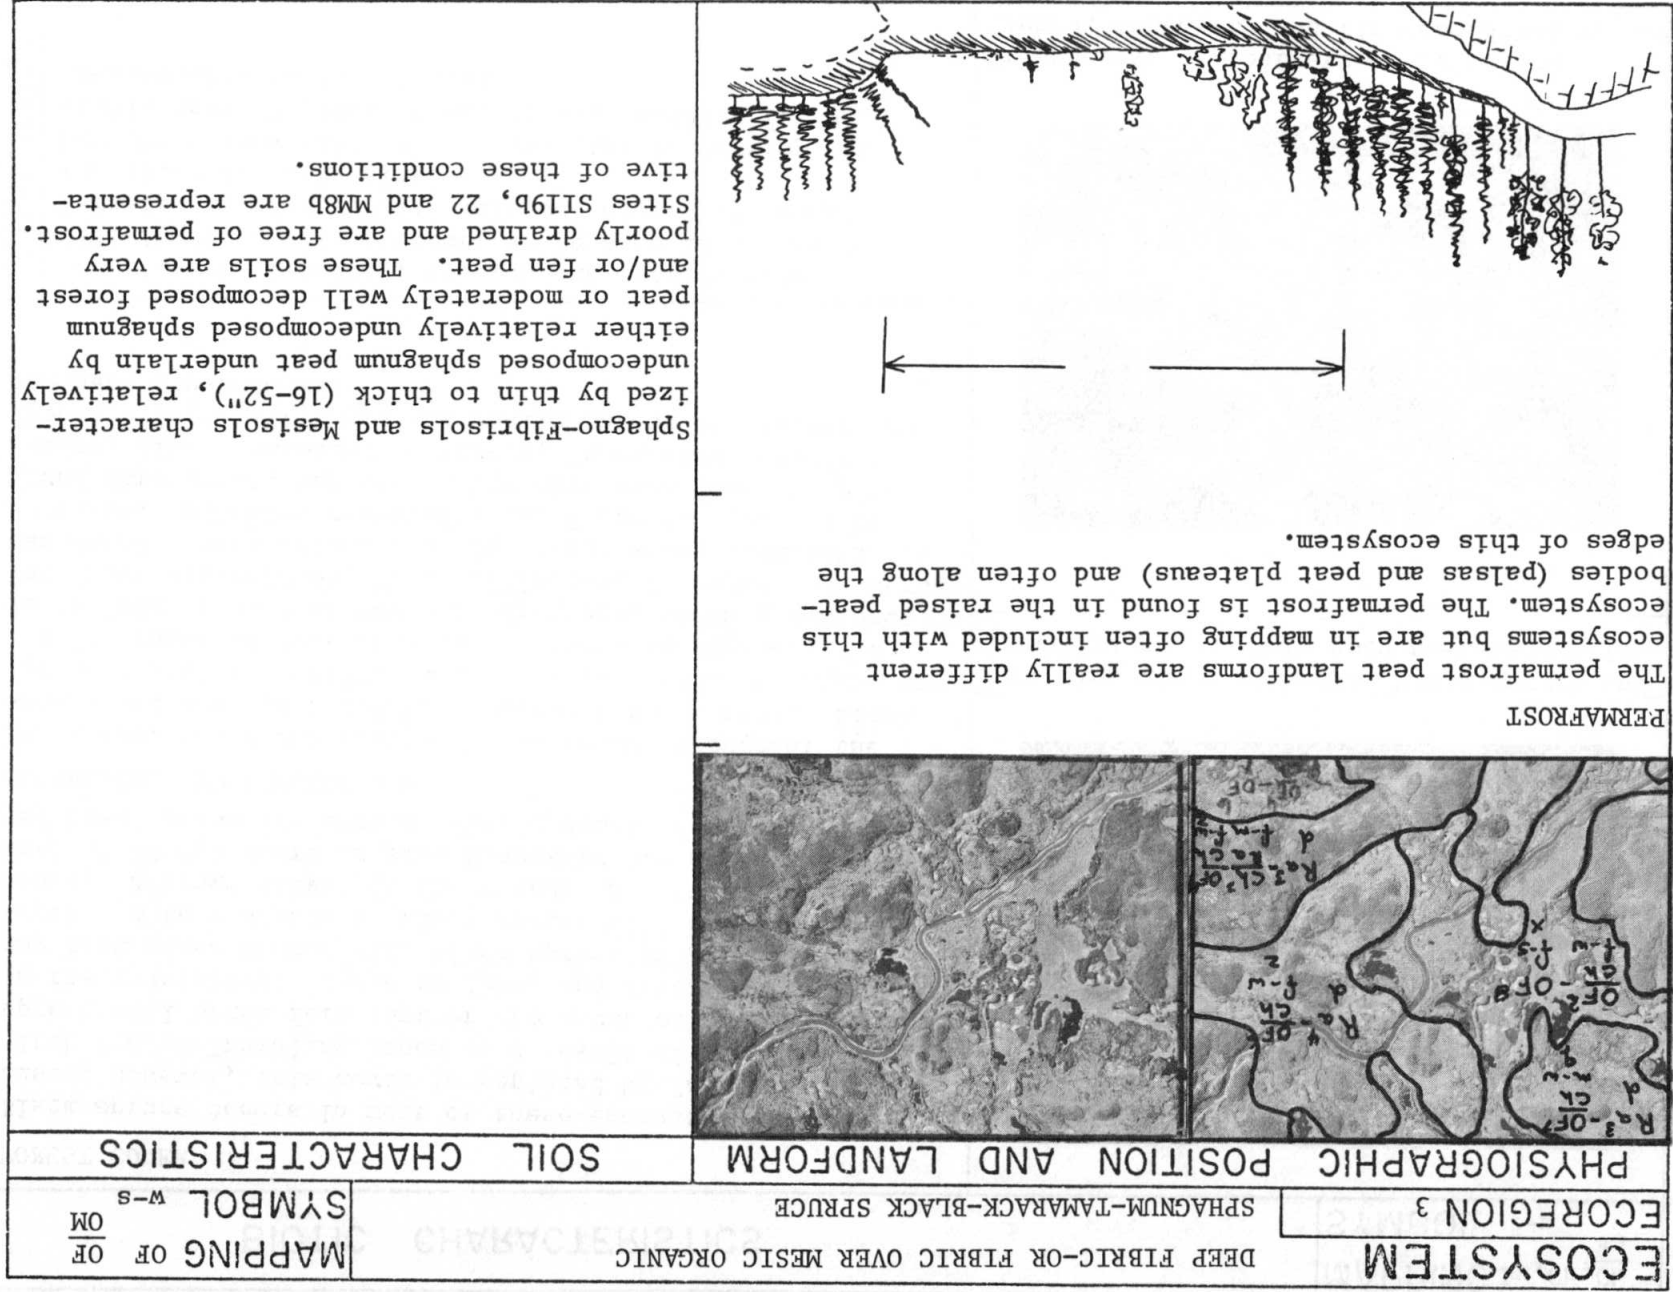 ECOSYSTEM
DEEP FIBRIC-OR FIBRIC OVER MESIC ORGANIC
MAPPING OF OF
SYMBOL w-s OM
ECOREGION 3
SPHAGNUM-TAMARACK-BLACK SPRUCE
PHYSIOGRAPHIC POSITION AND LANDFORM
SOIL CHARACTERISTICS
PERMAFROST
The permafrost peat landforms are really different
ecosystems but are in mapping often included with this
ecosystem. The permafrost is found in the raised peat-
bodies (palsas and peat plateaus) and often along the
edges of this ecosystem.
Sphagno-Fibrisols and Mesisols character-
ized by thin to thick (16-52"), relatively
undecomposed sphagnum peat underlain by
either relatively undecomposed sphagnum
peat or moderately well decomposed forest
and/or fen peat. These soils are very
poorly drained and are free of permafrost.
Sites SI19b, 22 and MM8b are representa-
tive of these conditions.